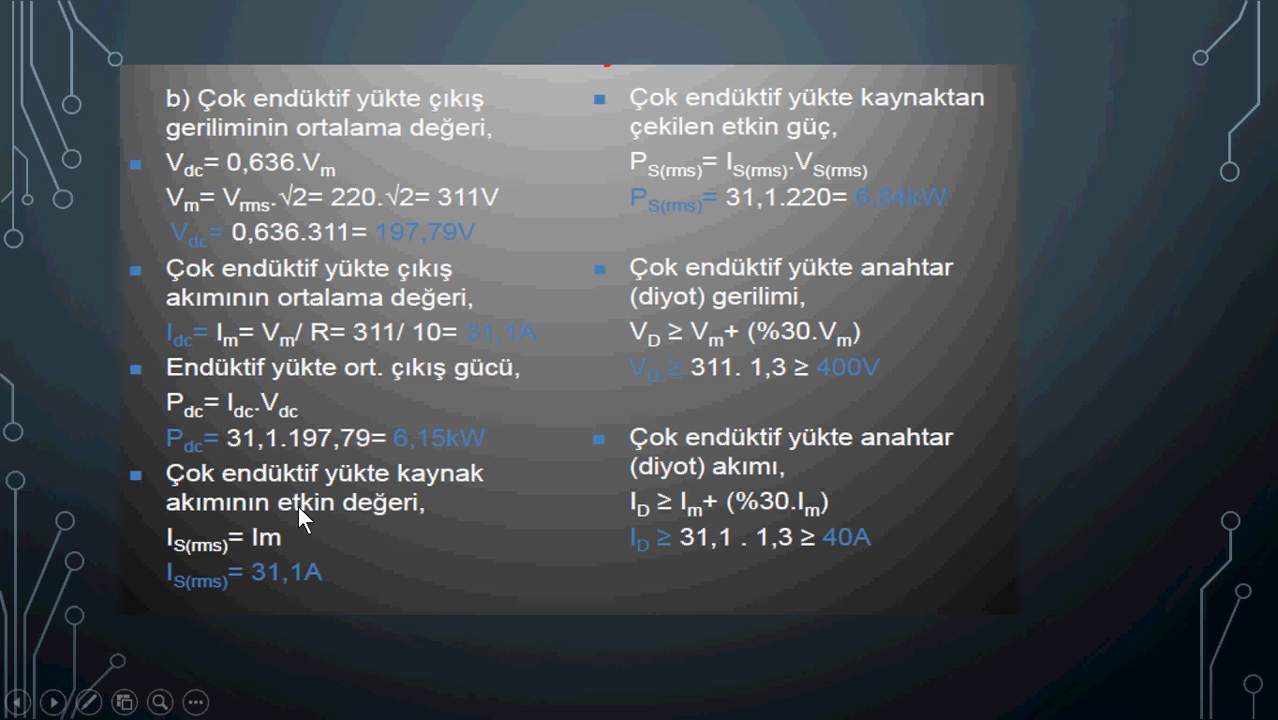 b) Çok endüktif yükte çıkış
geriliminin ortalama değeri,
Vdc= 0,636.Vm
Vm= Vrms.√2= 220.√2= 311V
Vdc= 0,636.311= 197,79V
Çok endüktif yükte çıkış
akımının ortalama değeri,
Idc= Im= Vm/ R= 311/ 10= 31,1A
Endüktif yükte ort. çıkış gücü,
Pdc= Idc.Vdc
Pdc= 31,1.197,79= 6,15kW
Çok endüktif yükte kaynak
akımının etkin değeri,
IS(rms)= Im
IS(rms)= 31,1A
Çok endüktif yükte kaynaktan
çekilen etkin güç,
PS(rms)= IS(rms).VS(rms)
PS(rms)= 31,1.220= 6,84kW
Çok endüktif yükte anahtar
(diyot) gerilimi,
VD ≥ Vm+ (%30.Vm)
VD ≥ 311. 1,3 ≥ 400V
Çok endüktif yükte anahtar
(diyot) akımı,
ID ≥ Im+ (%30.Im)
ID ≥ 31,1 . 1,3 ≥ 40A